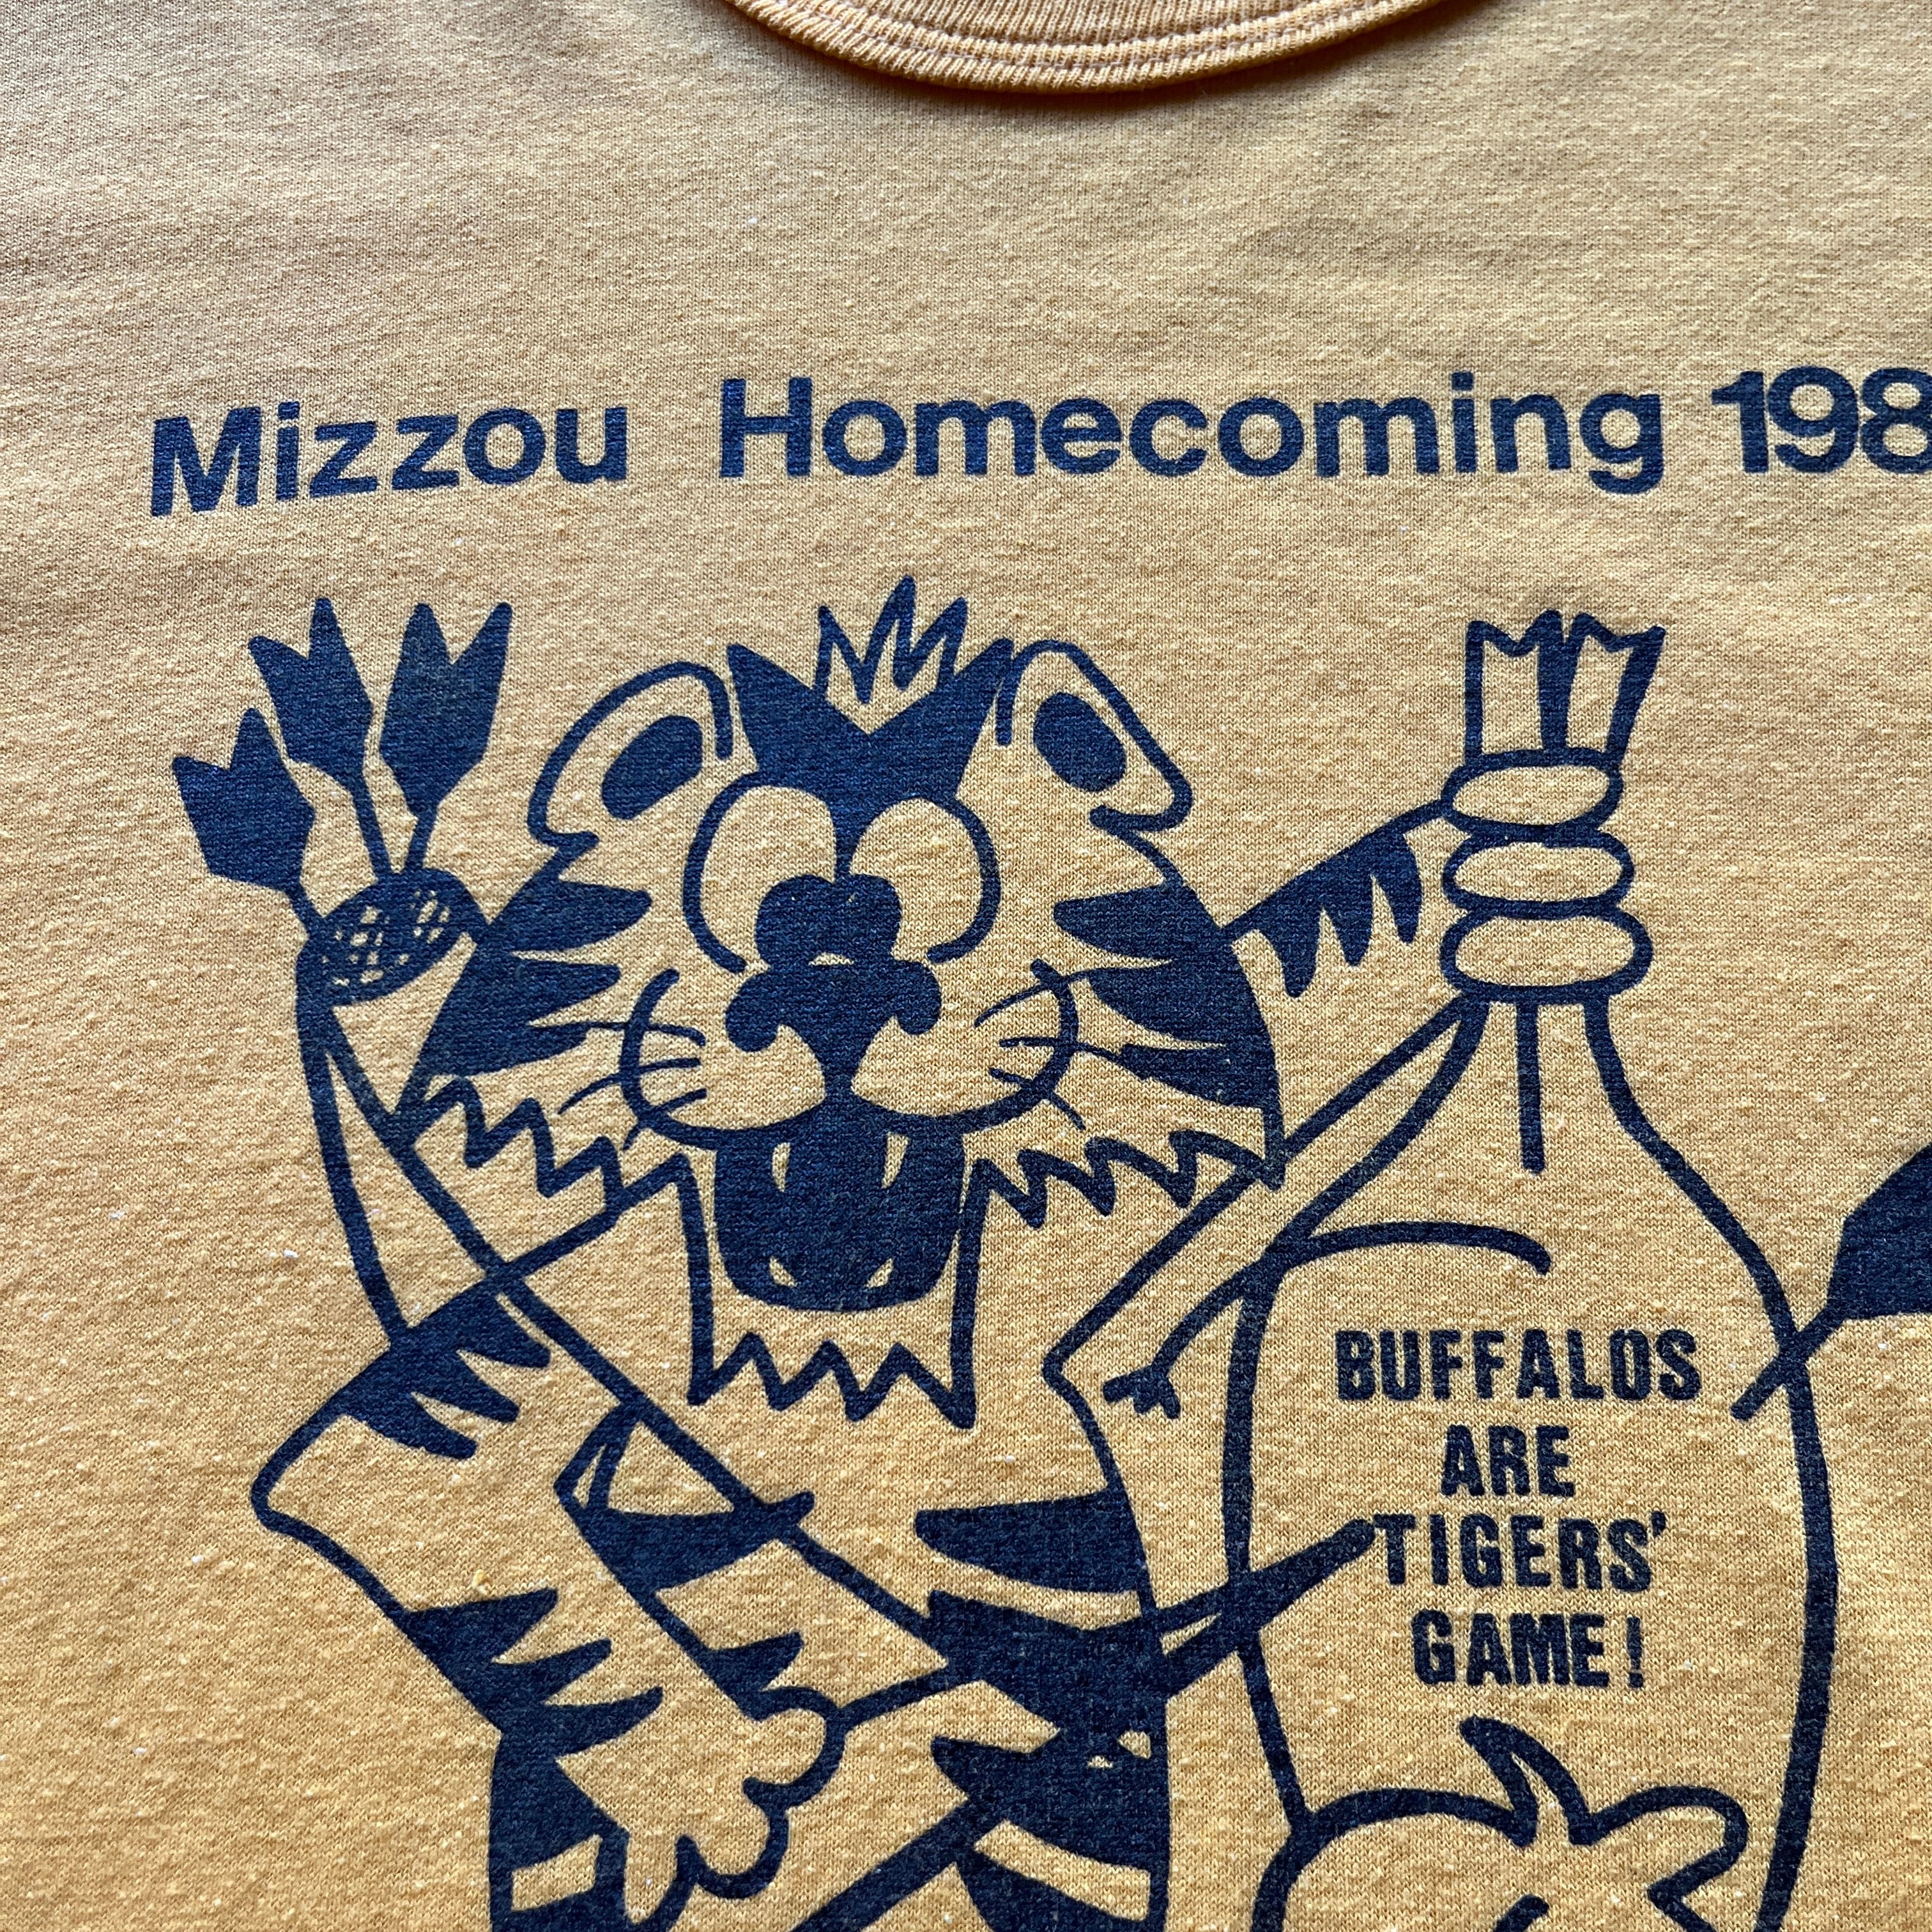 Mizzou Homecoming 198
BUFFALOS
ARE
TIGERS'
GAME!